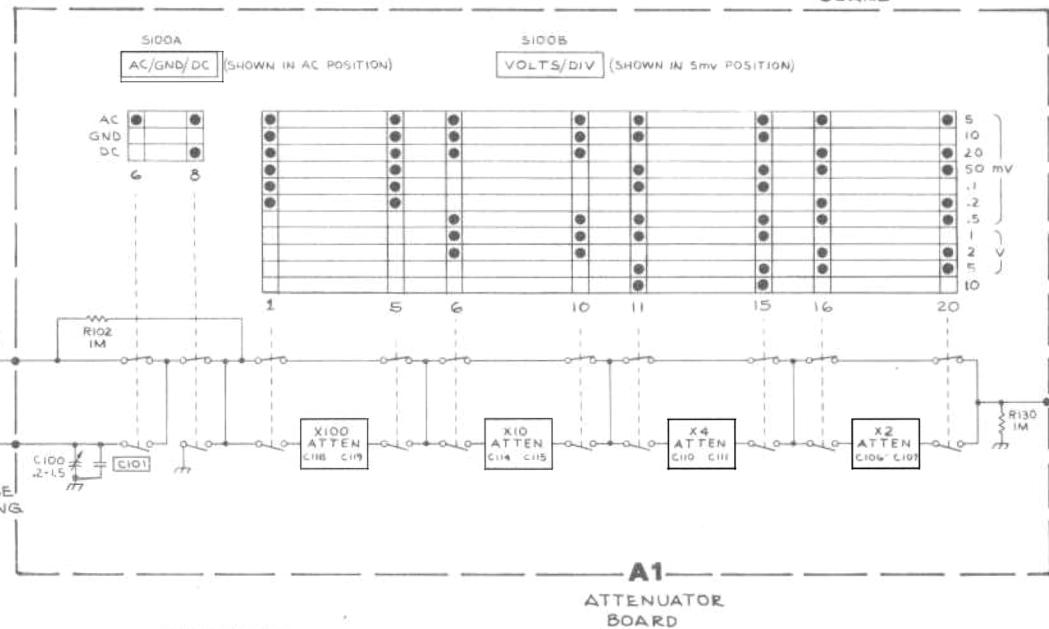 S100A
AC/GND/DC (SHOWN IN AC POSITION)
S100B
VOLTS/DIV (SHOWN IN 5mv POSITION)
AC
GND
DC
6 8
5
10
20
50 mV
.1
.2
.5
1
2 V
5
10
1 5 6 10 11 15 16 20
R102
1M
X100
ATTEN
C118 C119
X10
ATTEN
C114 C115
X4
ATTEN
C110 C111
X2
ATTEN
C106 C107
R130
1M
C100
.2-1.5
C101
SE
NG
A1
ATTENUATOR
BOARD